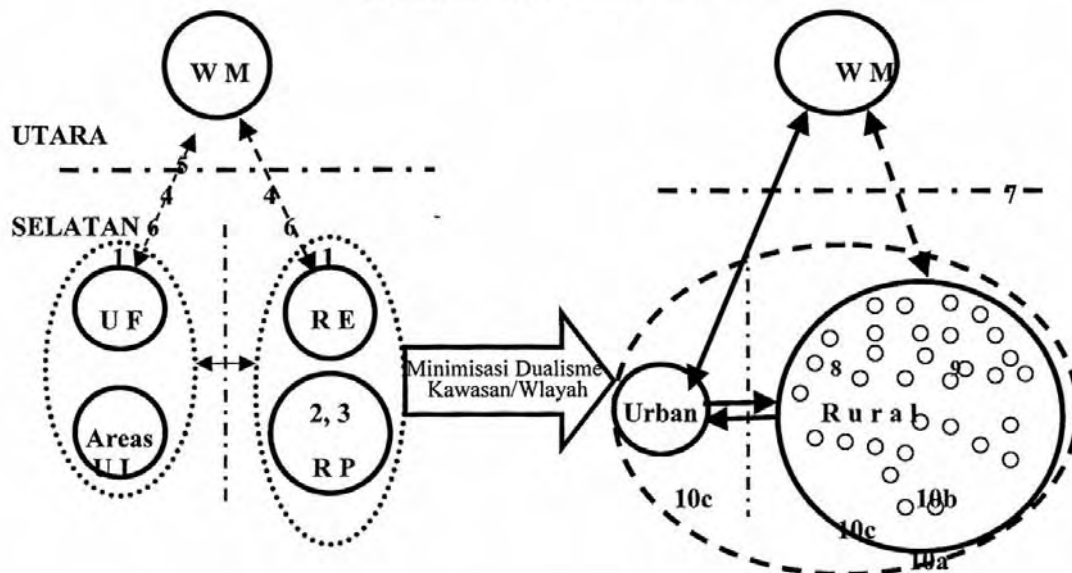 W M
W M
UTARA
5
4
4
7
SELATAN 6
6
1
1
U F
R E
Minimisasi Dualisme
Kawasan/Wlayah
8
9
2, 3
Urban
Rural
Areas
U I
R P
10c
10b
10c
10a